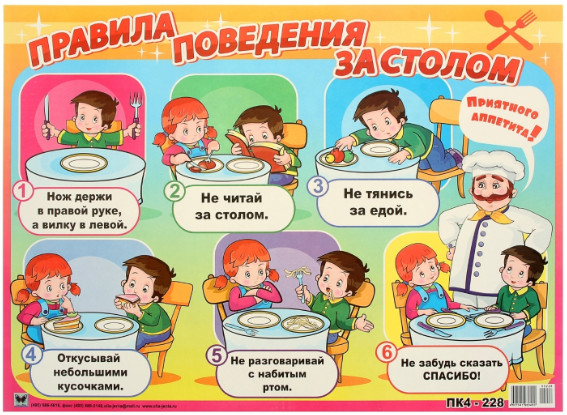 ПРАВИЛА
ПОВЕДЕНИЯ
ЗА СТОЛОМ
ПРИЯТНОГО
АППЕТИТА!
1
Нож держи
в правой руке,
а вилку в левой.
2
Не читай
за столом.
3
Не тянись
за едой.
4
Откусывай
небольшими
кусочками.
5
Не разговаривай
с набитым
ртом.
6
Не забудь сказать
СПАСИБО!
ПК4 - 228